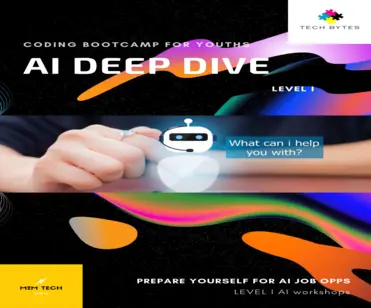 TECH BYTES
CODING BOOTCAMP FOR YOUTHS
AI DEEP DIVE
LEVEL I
What can i help
you with?
MEM TECH
PREPARE YOURSELF FOR AI JOB OPPS
LEVEL I AI workshops